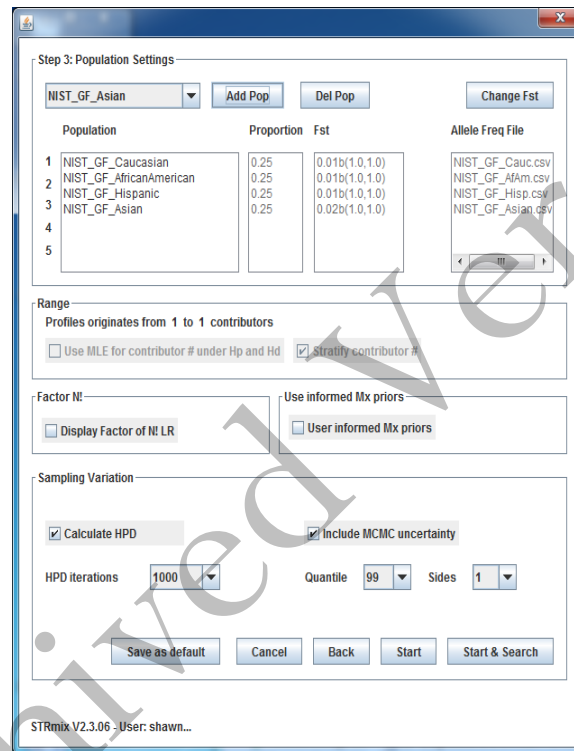 X
Step 3: Population Settings
NIST_GF_Asian Add Pop Del Pop Change Fst
Population Proportion Fst Allele Freq File
1 NIST_GF_Caucasian 0.25 0.01b(1.0,1.0) NIST_GF_Cauc.csv
2 NIST_GF_AfricanAmerican 0.25 0.01b(1.0,1.0) NIST_GF_AfAm.csv
3 NIST_GF_Hispanic 0.25 0.01b(1.0,1.0) NIST_GF_Hisp.csv
4 NIST_GF_Asian 0.25 0.02b(1.0,1.0) NIST_GF_Asian.csv
5
Range
Profiles originates from 1 to 1 contributors
Use MLE for contributor # under Hp and Hd Stratify contributor #
Factor N! Use informed Mx priors
Display Factor of N! LR User informed Mx priors
Sampling Variation
Calculate HPD Include MCMC uncertainty
HPD iterations 1000 Quantile 99 Sides 1
Save as default Cancel Back Start Start & Search
STRmix V2.3.06 - User: shawn...
hived Ver